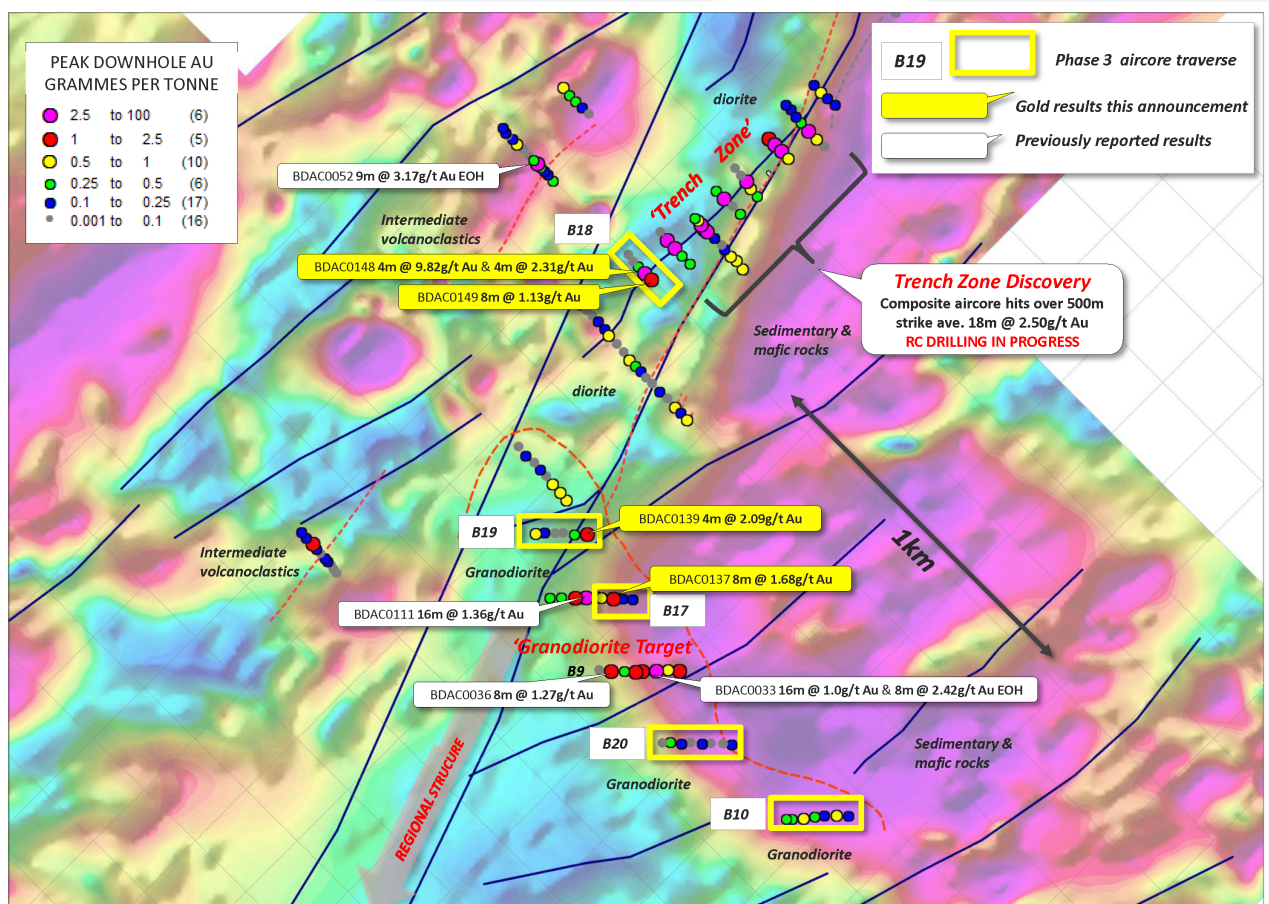 PEAK DOWNHOLE AU
GRAMMES PER TONNE
2.5 to 100 (6)
1 to 2.5 (5)
0.5 to 1 (10)
0.25 to 0.5 (6)
0.1 to 0.25 (17)
0.001 to 0.1 (16)
B19 Phase 3 aircore traverse
Gold results this announcement
Previously reported results
diorite
'Trench Zone'
BDAC0052 9m @ 3.17g/t Au EOH
Intermediate
volcanoclastics
B18
BDAC0148 4m @ 9.82g/t Au & 4m @ 2.31g/t Au
BDAC0149 8m @ 1.13g/t Au
Trench Zone Discovery
Composite aircore hits over 500m
strike ave. 18m @ 2.50g/t Au
RC DRILLING IN PROGRESS
Sedimentary &
mafic rocks
diorite
1km
B19
BDAC0139 4m @ 2.09g/t Au
Intermediate
volcanoclastics
Granodiorite
BDAC0137 8m @ 1.68g/t Au
BDAC0111 16m @ 1.36g/t Au
B17
'Granodiorite Target
B9
BDAC0036 8m @ 1.27g/t Au
BDAC0033 16m @ 1.0g/t Au & 8m @ 2.42g/t Au EOH
B20
Sedimentary &
mafic rocks
Granodiorite
REGIONAL STRUCURE
B10
Granodiorite